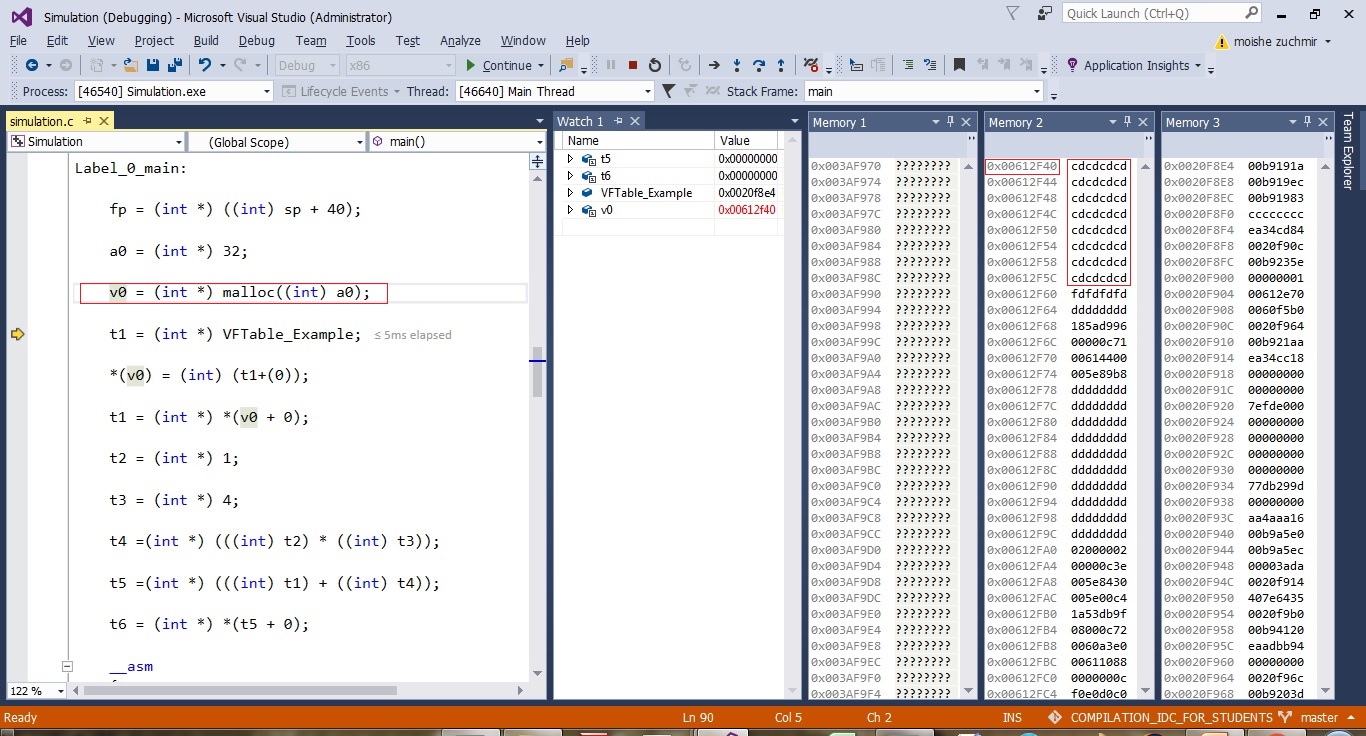 Simulation (Debugging) - Microsoft Visual Studio (Administrator)
Quick Launch (Ctrl+Q)
File Edit View Project Build Debug Team Tools Test Analyze Window Help
moishe zuchmir
Debug x86 Continue Application Insights
Process: [46540] Simulation.exe Lifecycle Events Theread: [46640] Main Thread Stack Frame: main
simulation.c
Simulation (Global Scope) main()
Label_0_main:
fp = (int *) ((int) sp + 40);
a0 = (int *) 32;
v0 = (int *) malloc((int) a0);
t1 = (int *) VFTable_Example; ≤ 5ms elapsed
*(v0) = (int) (t1+(0));
t1 = (int *) *(v0 + 0);
t2 = (int *) 1;
t3 = (int *) 4;
t4 =(int *) (((int) t2) * ((int) t3));
t5 =(int *) (((int) t1) + ((int) t4));
t6 = (int *) *(t5 + 0);
__asm
122 %
Watch 1
Name Value
t5 0x00000000
t6 0x00000000
VFTable_Example 0x0020f8e4
v0 0x00612f40
Memory 1
0x003AF970 ????????
0x003AF974 ????????
0x003AF978 ????????
0x003AF97C ????????
0x003AF980 ????????
0x003AF984 ????????
0x003AF988 ????????
0x003AF98C ????????
0x003AF990 ????????
0x003AF994 ????????
0x003AF998 ????????
0x003AF99C ????????
0x003AF9A0 ????????
0x003AF9A4 ????????
0x003AF9A8 ????????
0x003AF9AC ????????
0x003AF9B0 ????????
0x003AF9B4 ????????
0x003AF9B8 ????????
0x003AF9BC ????????
0x003AF9C0 ????????
0x003AF9C4 ????????
0x003AF9C8 ????????
0x003AF9CC ????????
0x003AF9D0 ????????
0x003AF9D4 ????????
0x003AF9D8 ????????
0x003AF9DC ????????
0x003AF9E0 ????????
0x003AF9E4 ????????
0x003AF9E8 ????????
0x003AF9EC ????????
0x003AF9F0 ????????
0x003AF9F4 ????????
Memory 2
0x00612F40 cdcdcdcd
0x00612F44 cdcdcdcd
0x00612F48 cdcdcdcd
0x00612F4C cdcdcdcd
0x00612F50 cdcdcdcd
0x00612F54 cdcdcdcd
0x00612F58 cdcdcdcd
0x00612F5C cdcdcdcd
0x00612F60 fdfdfdfd
0x00612F64 dddddddd
0x00612F68 185ad996
0x00612F6C 00000c71
0x00612F70 00614400
0x00612F74 005e89b8
0x00612F78 dddddddd
0x00612F7C dddddddd
0x00612F80 dddddddd
0x00612F84 dddddddd
0x00612F88 dddddddd
0x00612F8C dddddddd
0x00612F90 dddddddd
0x00612F94 dddddddd
0x00612F98 dddddddd
0x00612F9C dddddddd
0x00612FA0 02000002
0x00612FA4 00000c3e
0x00612FA8 005e8430
0x00612FAC 005e00c4
0x00612FB0 1a53db9f
0x00612FB4 08000c72
0x00612FB8 0060a3e0
0x00612FBC 00611088
0x00612FC0 0000000c
0x00612FC4 f0e0d0c0
Memory 3
0x0020F8E4 00b9191a
0x0020F8E8 00b919ec
0x0020F8EC 00b91983
0x0020F8F0 cccccccc
0x0020F8F4 ea34cd84
0x0020F8F8 0020f90c
0x0020F8FC 00b9235e
0x0020F900 00000001
0x0020F904 00612e70
0x0020F908 0060f5b0
0x0020F90C 0020f964
0x0020F910 00b921aa
0x0020F914 ea34cc18
0x0020F918 00000000
0x0020F91C 00000000
0x0020F920 7efde000
0x0020F924 00000000
0x0020F928 00000000
0x0020F92C 00000000
0x0020F930 00000000
0x0020F934 77db299d
0x0020F938 00000000
0x0020F93C aa4aaa16
0x0020F940 00b9a5e0
0x0020F944 00b9a5ec
0x0020F948 00003ada
0x0020F94C 0020f914
0x0020F950 407e6435
0x0020F954 0020f9b0
0x0020F958 00b94120
0x0020F95C eaadbb94
0x0020F960 00000000
0x0020F964 0020f96c
0x0020F968 00b9203d
Team Explorer
Ready Ln 90 Col 5 Ch 2 INS COMPILATION_IDC_FOR_STUDENTS master